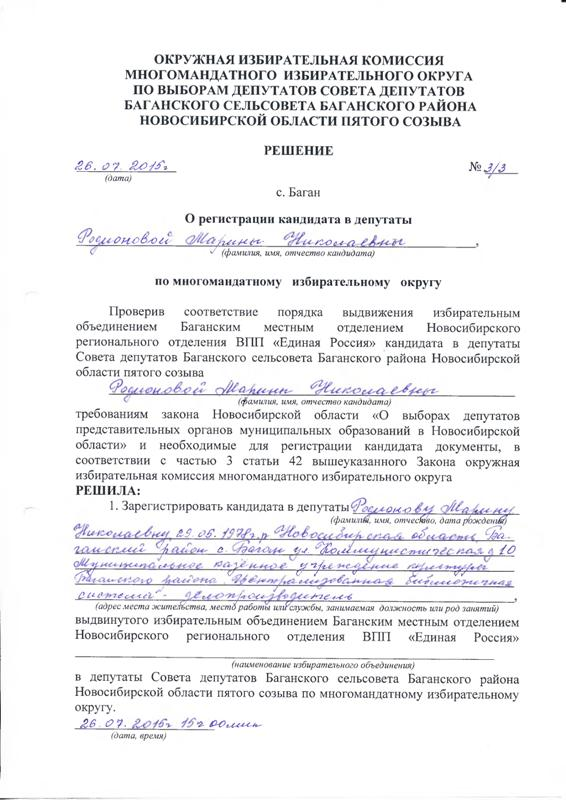 ОКРУЖНАЯ ИЗБИРАТЕЛЬНАЯ КОМИССИЯ
МНОГОМАНДАТНОГО ИЗБИРАТЕЛЬНОГО ОКРУГА
ПО ВЫБОРАМ ДЕПУТАТОВ СОВЕТА ДЕПУТАТОВ
БАГАНСКОГО СЕЛЬСОВЕТА БАГАНСКОГО РАЙОНА
НОВОСИБИРСКОЙ ОБЛАСТИ ПЯТОГО СОЗЫВА
РЕШЕНИЕ
26.07.2015г № 3/3
(дата)
с. Баган
О регистрации кандидата в депутаты
Родионовой Марины Николаевны,
(фамилия, имя, отчество кандидата)
по многомандатному избирательному округу
Проверив соответствие порядка выдвижения избирательным
объединением Баганским местным отделением Новосибирского
регионального отделения ВПП «Единая Россия» кандидата в депутаты
Совета депутатов Баганского сельсовета Баганского района Новосибирской
области пятого созыва
Родионовой Марины Николаевны
(фамилия, имя, отчество кандидата)
требованиям закона Новосибирской области «О выборах депутатов
представительных органов муниципальных образований в Новосибирской
области» и необходимые для регистрации кандидата документы, в
соответствии с частью 3 статьи 42 вышеуказанного Закона окружная
избирательная комиссия многомандатного избирательного округа
РЕШИЛА:
1. Зарегистрировать кандидата в депутаты Родионову Марину
(фамилия, имя, отчество, дата рождения)
Николаевну 29.05.1978г.р Новосибирская область Ба-
ганский район с. Баган ул. Коммунистическая д 10
Муниципальное казенное учреждение культуры
Баганского района Централизованная библиотечная
система - делопроизводитель,
(адрес места жительства, место работы или службы, занимаемая должность или род занятий)
выдвинутого избирательным объединением Баганским местным отделением
Новосибирского регионального отделения ВПП «Единая Россия»
(наименование избирательного объединения)
в депутаты Совета депутатов Баганского сельсовета Баганского района
Новосибирской области пятого созыва по многомандатному избирательному
округу.
26.07.2015г 15ч 00мин
(дата, время)